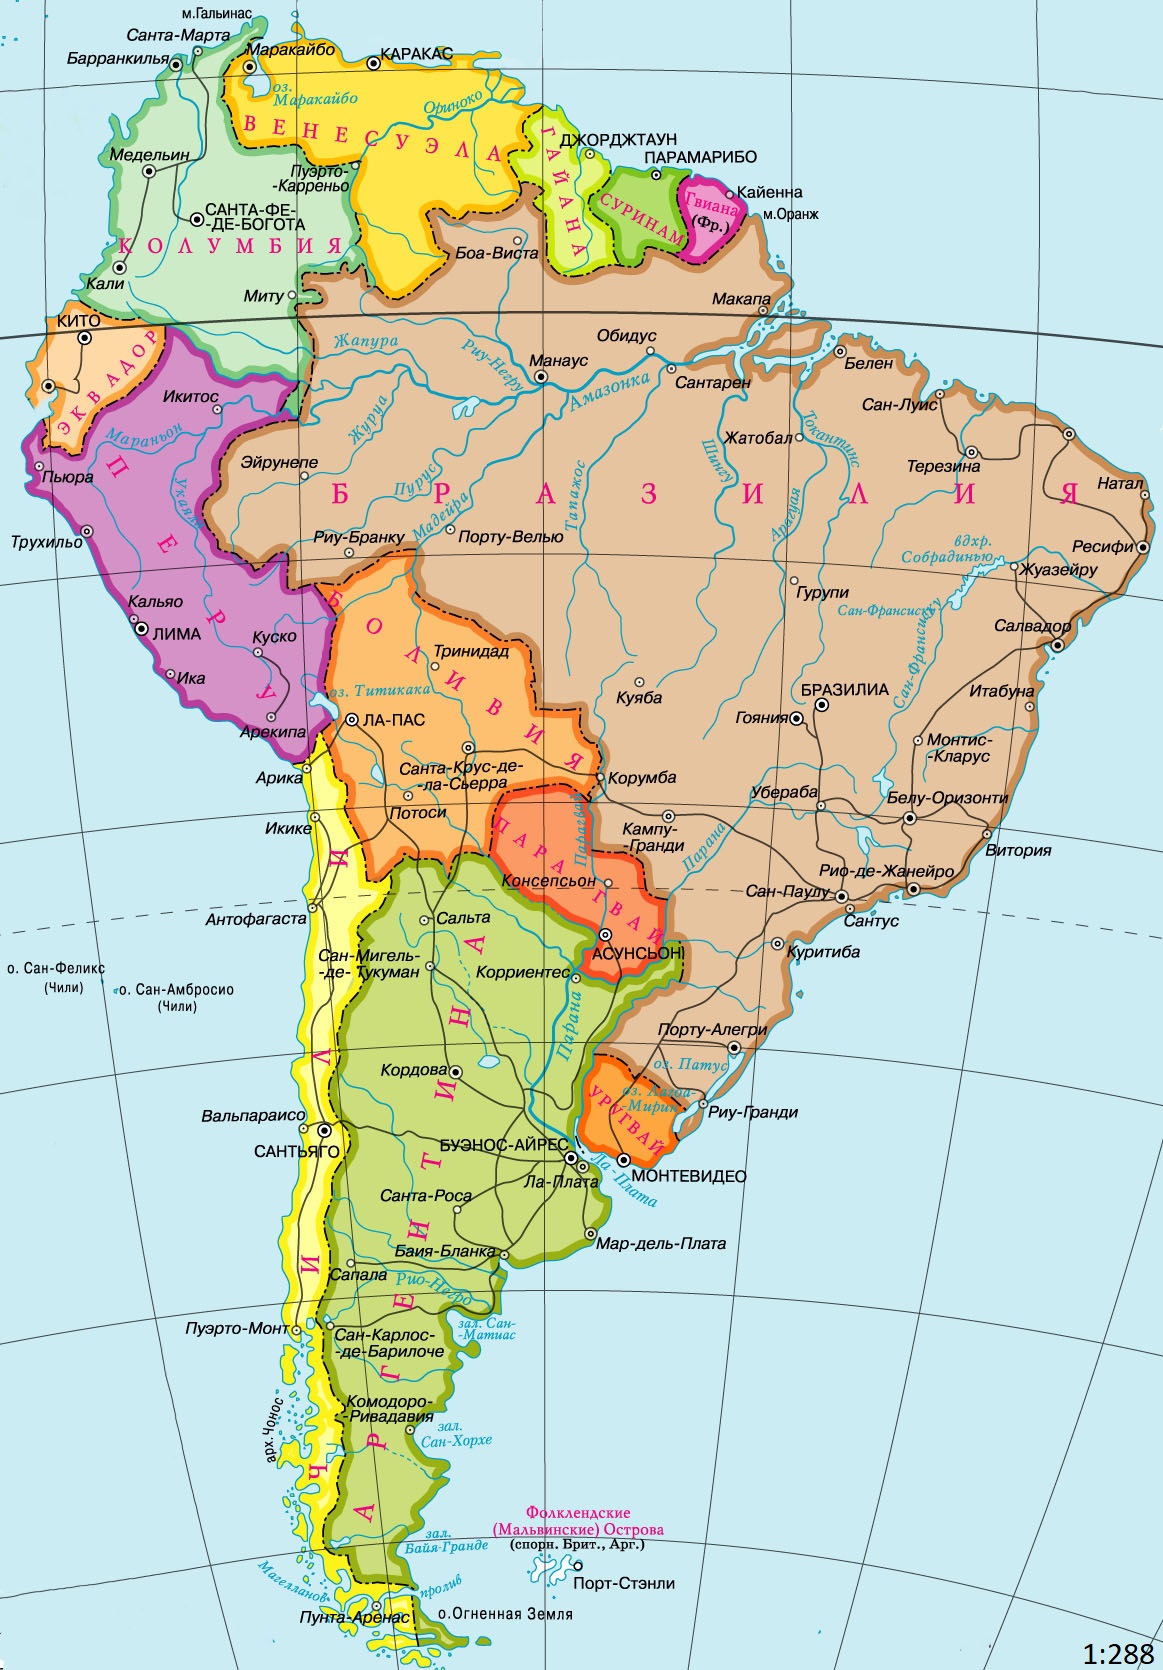 м.Гальинас
Санта-Марта
Барранкилья
Маракайбо
КАРАКАС
оз.
Маракайбо
Ориноко
ВЕНЕСУЭЛА
ГАЙАНА
ДЖОРДЖТАУН
ПАРАМАРИБО
Медельин
Пуэрто-
-Карреньо
СУРИНАМ
Гвиана
(Фр.)
Кайенна
м.Оранж
САНТА-ФЕ-
-ДЕ-БОГОТА
КОЛУМБИЯ
Боа-Виста
Кали
Миту
Макапа
КИТО
ЭКВАДОР
Жапура
Риу-Негру
Обидус
Манаус
Амазонка
Сантарен
Белен
Икитос
Сан-Луис
Мараньон
Журуа
Шингу
Жатобал
Токантинс
Терезина
Пьюра
Укаяли
Эйрунепе
Пурус
Мадейра
Тапажос
Арагуая
БРАЗИЛИЯ
Натал
ПЕРУ
Трухильо
Риу-Бранку
Порту-Велью
вдхр.
Собрадинью
Ресифи
Жуазейру
Гурупи
Сан-Франсиску
Сан-Франсиску
Кальяо
ЛИМА
Куско
БОЛИВИЯ
Тринидад
Салвадор
Ика
оз. Титикака
Куяба
БРАЗИЛИА
Итабуна
Арекипа
ЛА-ПАС
Гояния
Монтис-
-Кларус
Арика
Санта-Крус-де-
-ла-Сьерра
Корумба
Убераба
Белу-Оризонти
Потоси
Икике
ПАРАГВАЙ
Парагвай
Кампу-
-Гранди
Парана
Витория
Консепсьон
Рио-де-Жанейро
Сан-Паулу
Сантус
Антофагаста
Сальта
АСУНСЬОН
Куритиба
о. Сан-Феликс
(Чили)
о. Сан-Амбросио
(Чили)
Сан-Мигель-
-де-Тукуман
Корриентес
Парана
Порту-Алегри
оз. Патус
Кордова
УРУГВАЙ
оз. Лагоа-
-Мирин
Риу-Гранди
Вальпараисо
САНТЬЯГО
БУЭНОС-АЙРЕС
Ла-Плата
Ла-Плата
МОНТЕВИДЕО
Санта-Роса
Мар-дель-Плата
Баия-Бланка
Сапала
Рио-Негро
Пуэрто-Монт
Сан-Карлос-
-де-Барилоче
зал. Сан-
-Матиас
ЧИЛИ
АРГЕНТИНА
арх.Чонос
Комодоро-
-Ривадавия
зал.
Сан-Хорхе
Фолклендские
(Мальвинские) Острова
(спорн. Брит., Арг.)
Порт-Стэнли
зал.
Байя-Гранде
Магелланов
пролив
Пунта-Аренас
о.Огненная Земля
1:288